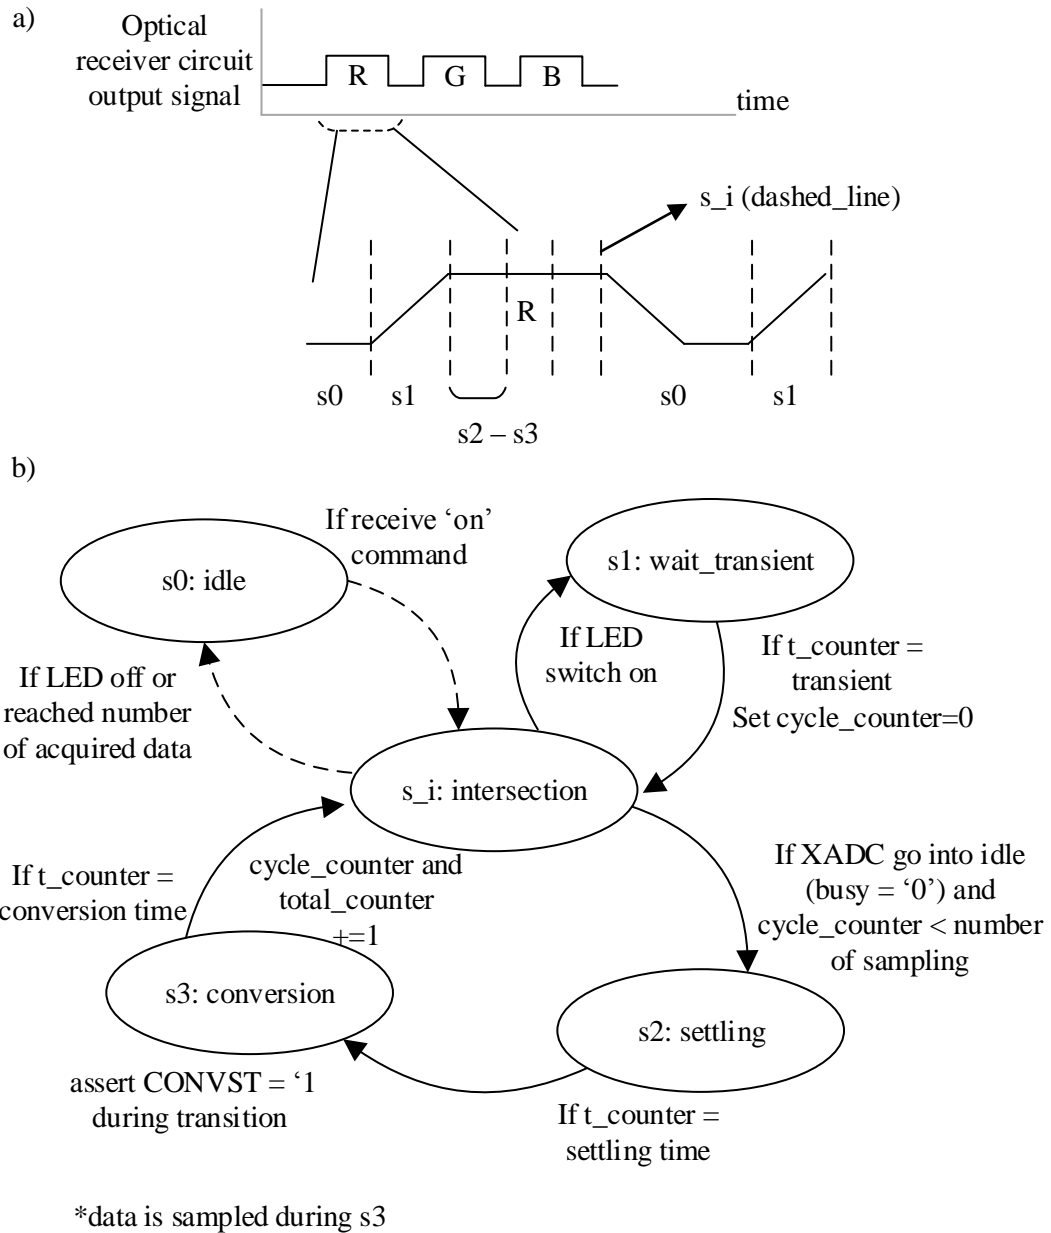 a)
Optical
receiver circuit
output signal
R
G
B
time
s_i (dashed_line)
R
s0
s1
s2 – s3
s0
s1
b)
If receive ‘on’
command
s0: idle
s1: wait_transient
If LED
switch on
If t_counter =
transient
Set cycle_counter=0
If LED off or
reached number
of acquired data
s_i: intersection
If t_counter =
conversion time
cycle_counter and
total_counter
+=1
If XADC go into idle
(busy = ‘0’) and
cycle_counter < number
of sampling
s3: conversion
s2: settling
assert CONVST = ‘1
during transition
If t_counter =
settling time
*data is sampled during s3